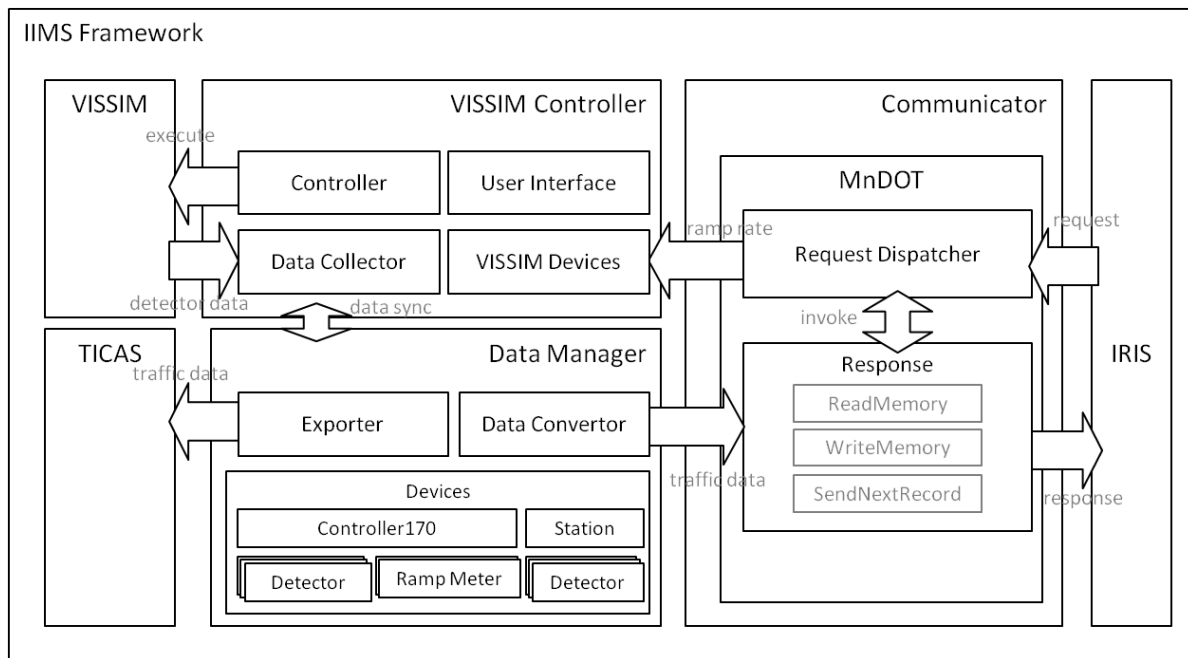 IIMS Framework
VISSIM
VISSIM Controller
Communicator
execute
Controller
User Interface
MnDOT
ramp rate
request
Data Collector
VISSIM Devices
Request Dispatcher
detector data
data sync
invoke
TICAS
Data Manager
Response
IRIS
traffic data
ReadMemory
Exporter
Data Convertor
WriteMemory
traffic data
SendNextRecord
response
Devices
Controller170
Station
Detector
Ramp Meter
Detector